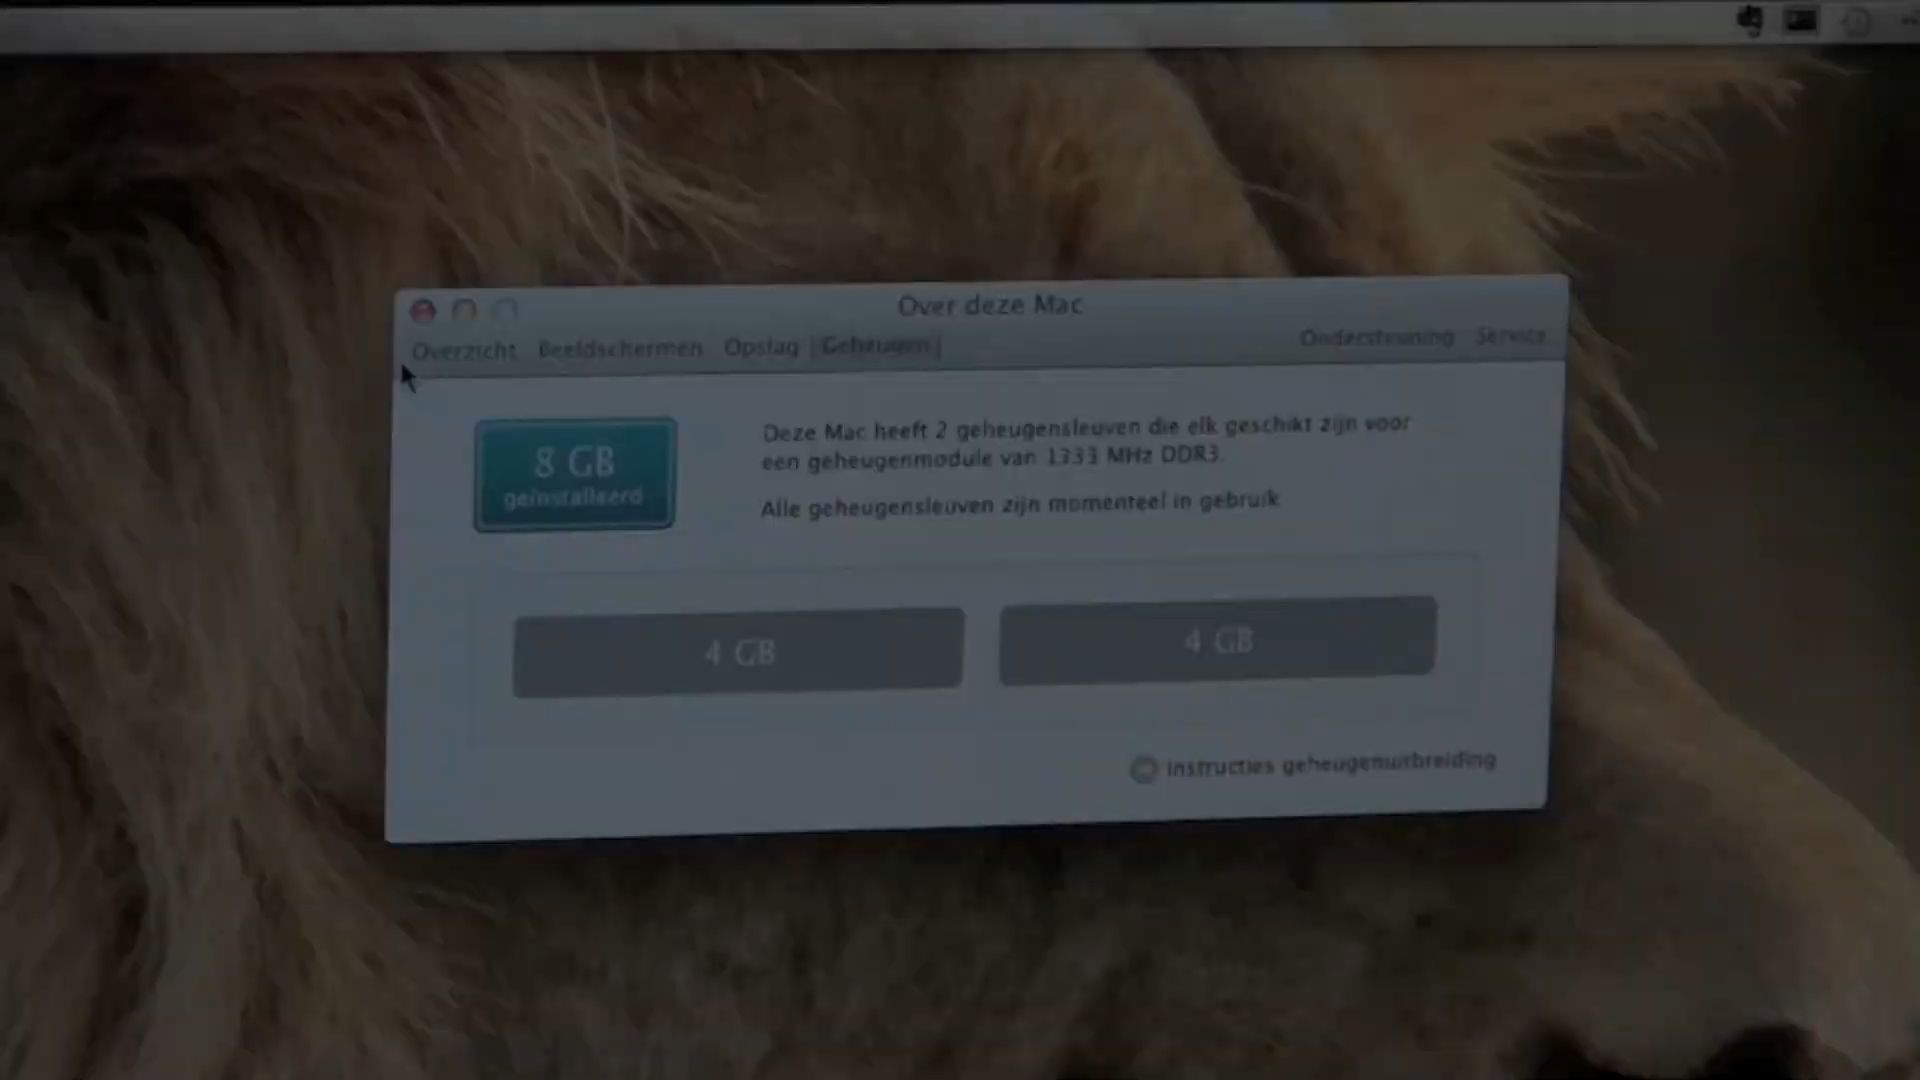 Over deze Mac
Overzicht Beeldschermen Opslag Geheugen Ondersteuning Service
8 GB
geïnstalleerd
Deze Mac heeft 2 geheugensleuven die elk geschikt zijn voor
een geheugenmodule van 1333 MHz DDR3.
Alle geheugensleuven zijn momenteel in gebruik
4 GB
4 GB
Instructies geheugenuitbreiding